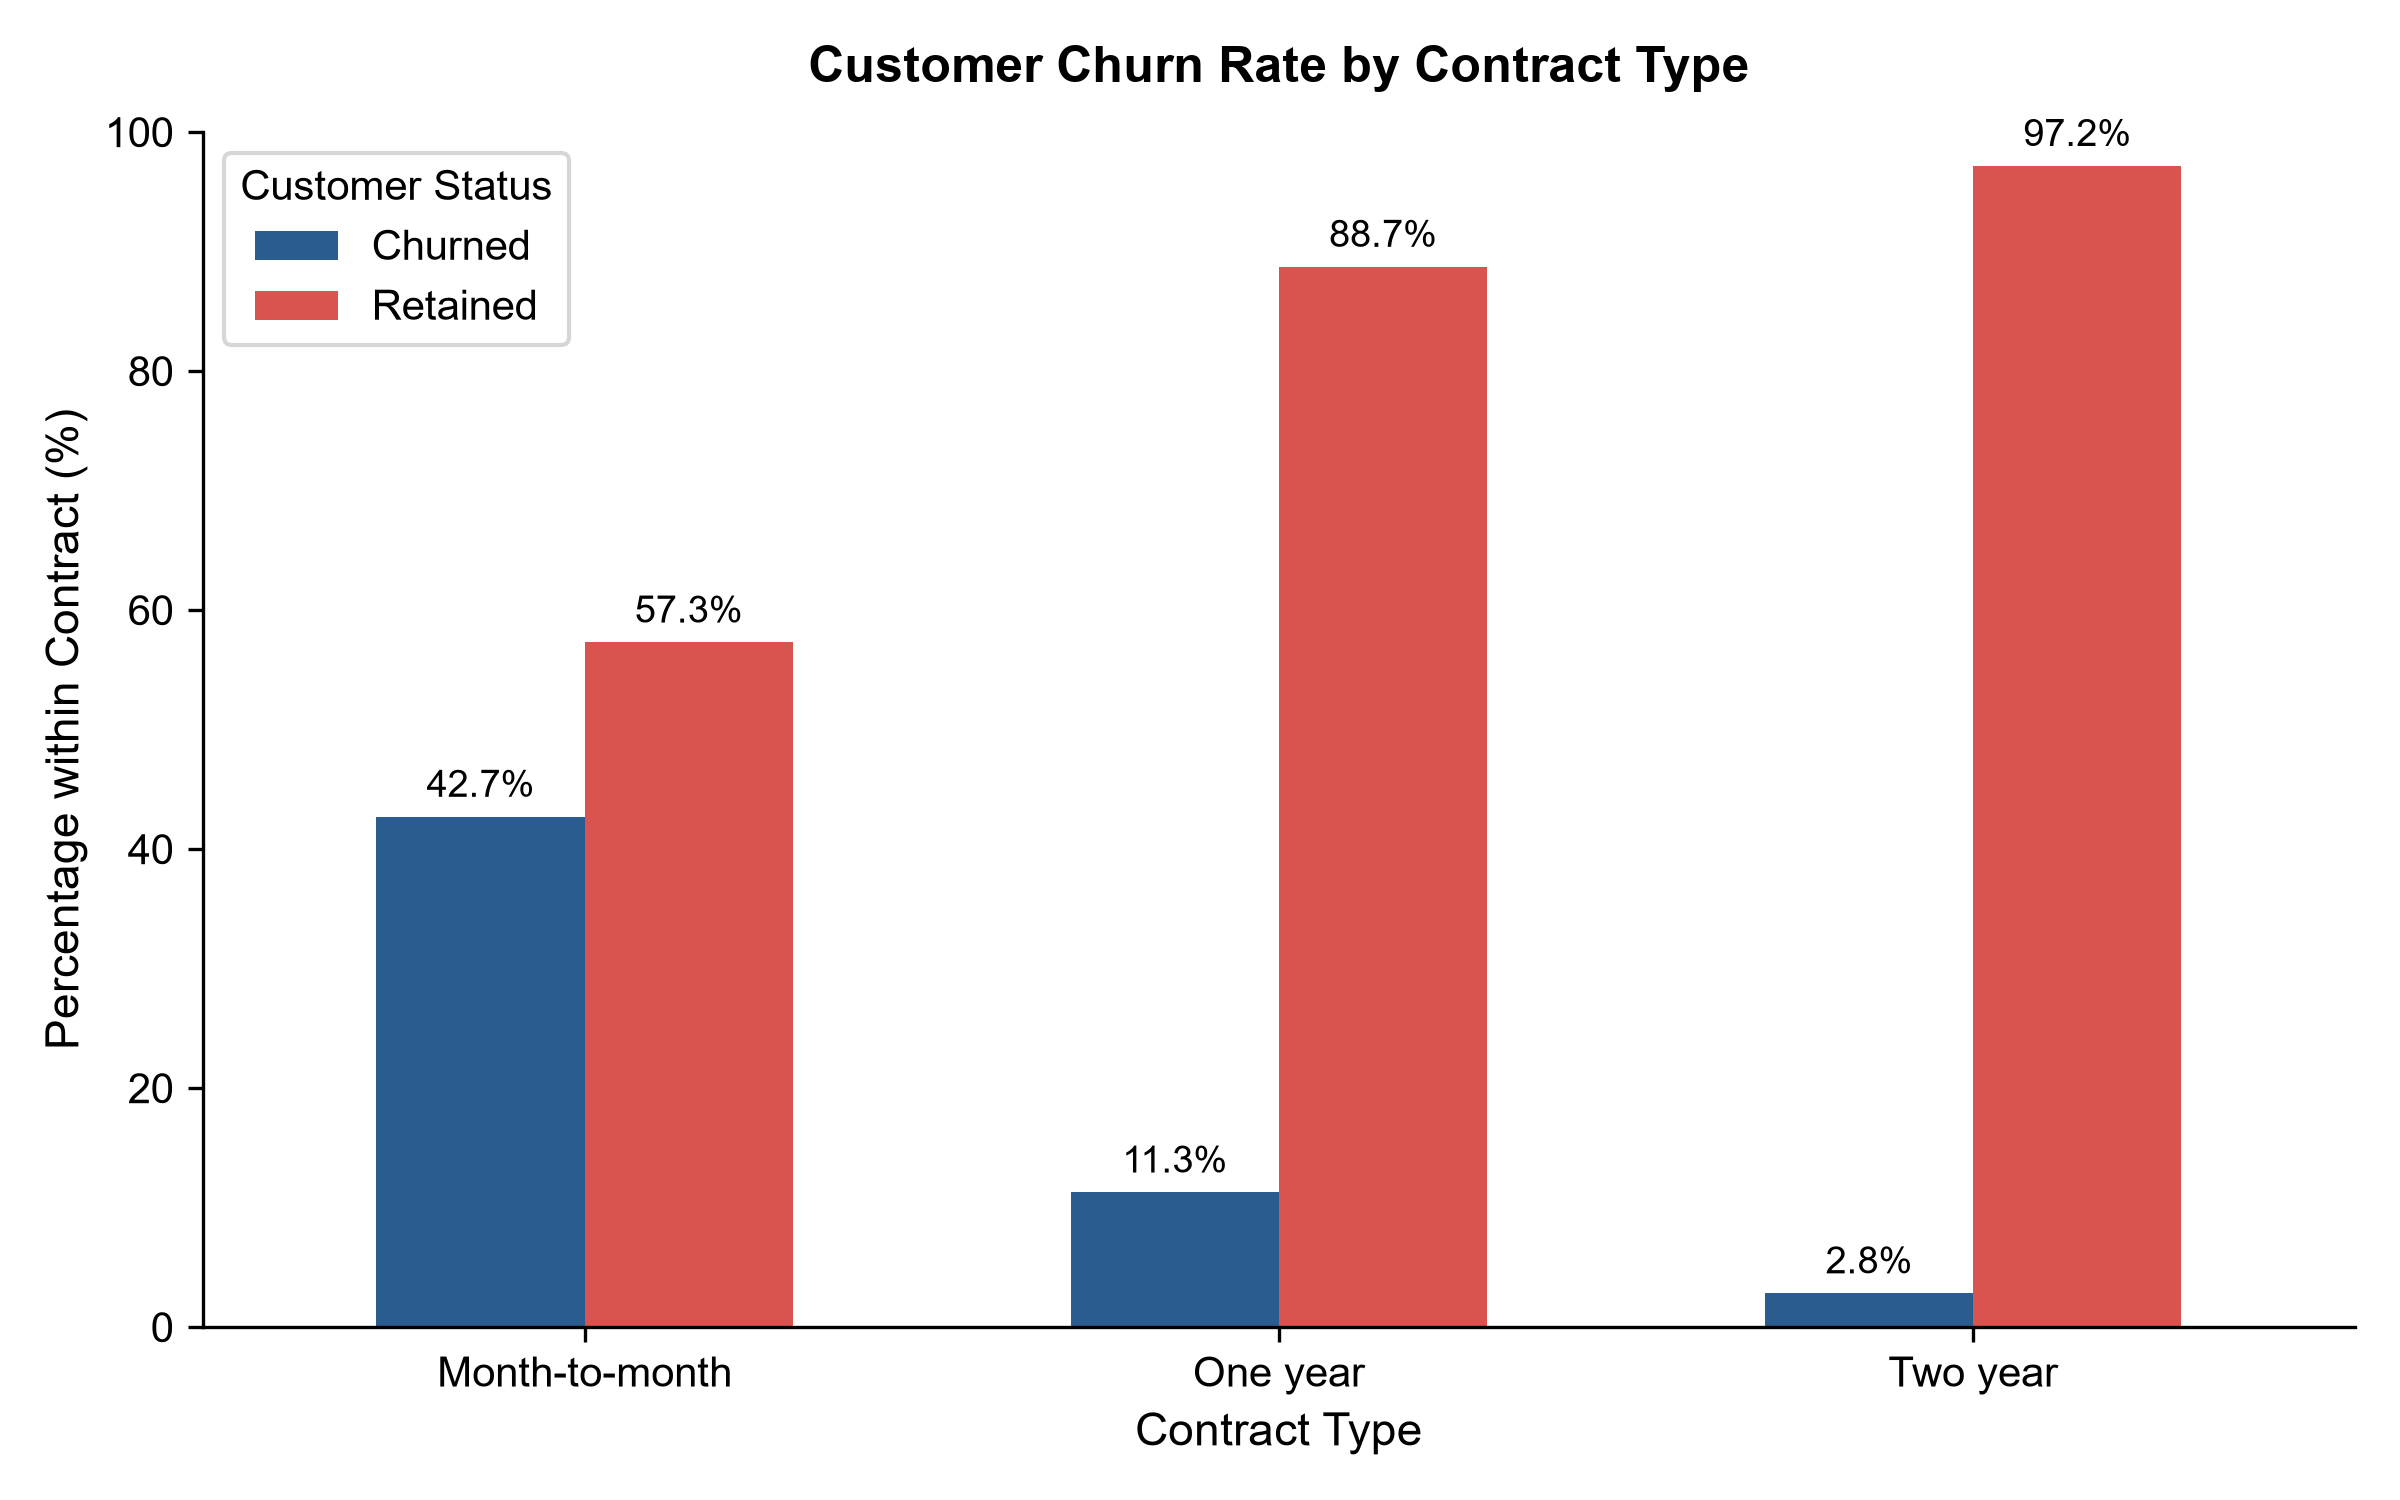 Customer Churn Rate by Contract Type
Customer Status
Churned
Retained
Percentage within Contract (%)
100
80
60
40
20
0
42.7%
57.3%
11.3%
88.7%
2.8%
97.2%
Month-to-month
One year
Two year
Contract Type